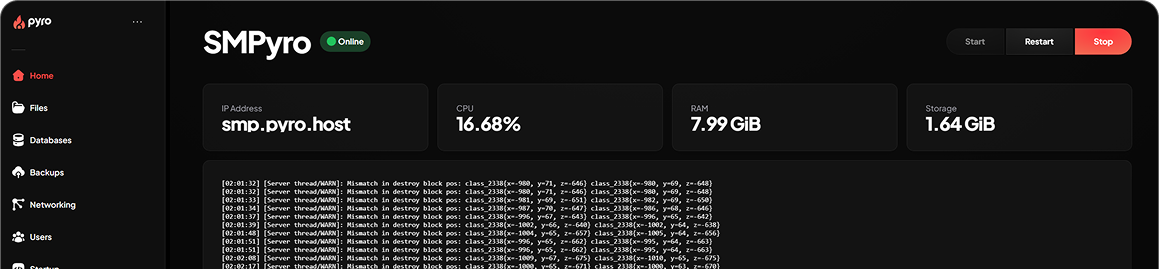 pyro
...
SMPyro
Online
Start
Restart
Stop
Home
Files
Databases
Backups
Networking
Users
Startup
IP Address
smp.pyro.host
CPU
16.68%
RAM
7.99 GiB
Storage
1.64 GiB
[02:01:32] [Server thread/WARN]: Mismatch in destroy block pos: class_2338{x=-980, y=71, z=-646} class_2338{x=-980, y=69, z=-648}
[02:01:32] [Server thread/WARN]: Mismatch in destroy block pos: class_2338{x=-980, y=71, z=-646} class_2338{x=-980, y=69, z=-648}
[02:01:33] [Server thread/WARN]: Mismatch in destroy block pos: class_2338{x=-981, y=69, z=-651} class_2338{x=-982, y=69, z=-650}
[02:01:34] [Server thread/WARN]: Mismatch in destroy block pos: class_2338{x=-987, y=70, z=-647} class_2338{x=-986, y=68, z=-646}
[02:01:37] [Server thread/WARN]: Mismatch in destroy block pos: class_2338{x=-996, y=67, z=-643} class_2338{x=-996, y=65, z=-642}
[02:01:39] [Server thread/WARN]: Mismatch in destroy block pos: class_2338{x=-1002, y=66, z=-640} class_2338{x=-1002, y=64, z=-638}
[02:01:48] [Server thread/WARN]: Mismatch in destroy block pos: class_2338{x=-1004, y=65, z=-657} class_2338{x=-1005, y=64, z=-656}
[02:01:51] [Server thread/WARN]: Mismatch in destroy block pos: class_2338{x=-996, y=65, z=-662} class_2338{x=-995, y=64, z=-663}
[02:01:51] [Server thread/WARN]: Mismatch in destroy block pos: class_2338{x=-996, y=65, z=-662} class_2338{x=-995, y=64, z=-663}
[02:02:08] [Server thread/WARN]: Mismatch in destroy block pos: class_2338{x=-1009, y=67, z=-675} class_2338{x=-1010, y=65, z=-675}
[02:02:17] [Server thread/WARN]: Mismatch in destroy block pos: class_2338{x=-1000, y=65, z=-671} class_2338{x=-1000, y=63, z=-670}